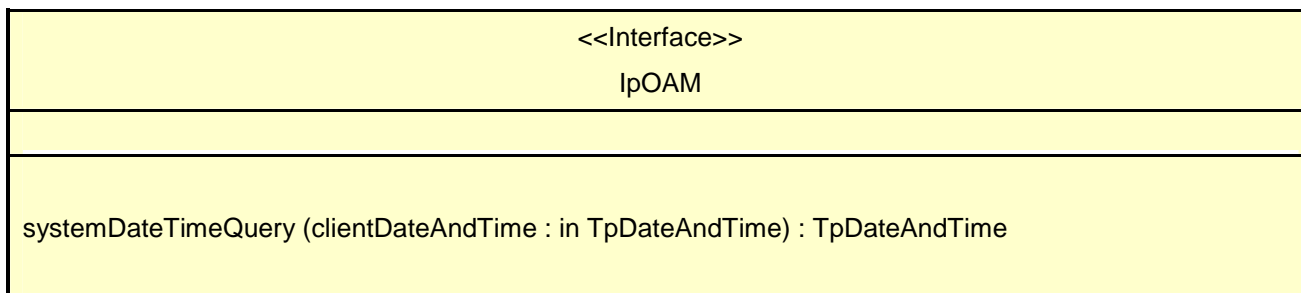 <<Interface>>
IpOAM
systemDateTimeQuery (clientDateAndTime : in TpDateAndTime) : TpDateAndTime